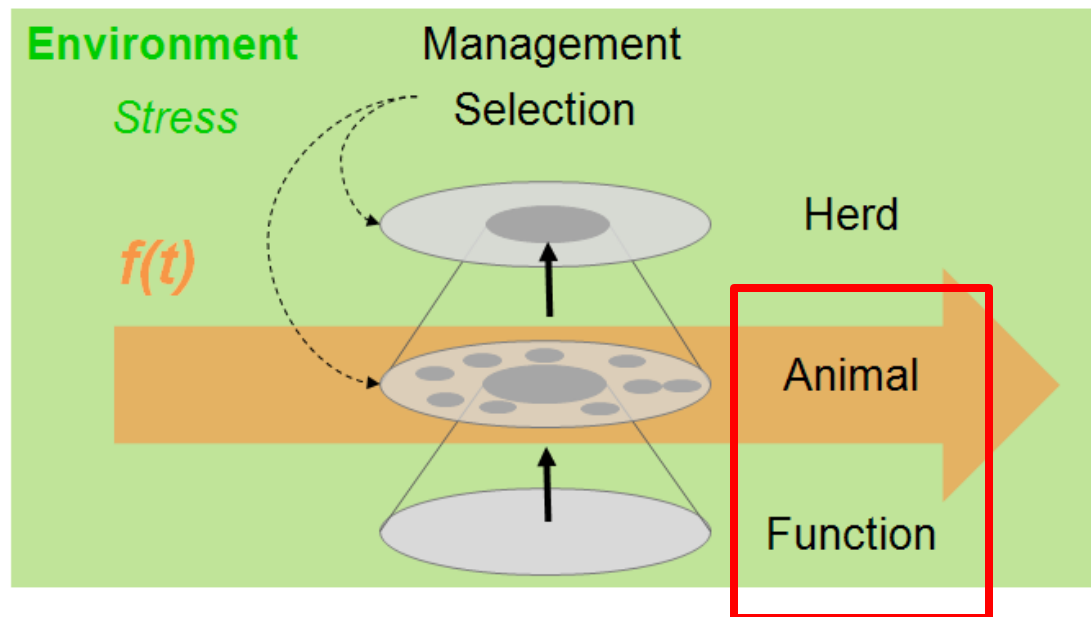 Environment
Management
Stress
Selection
Herd
f(t)
Animal
Function